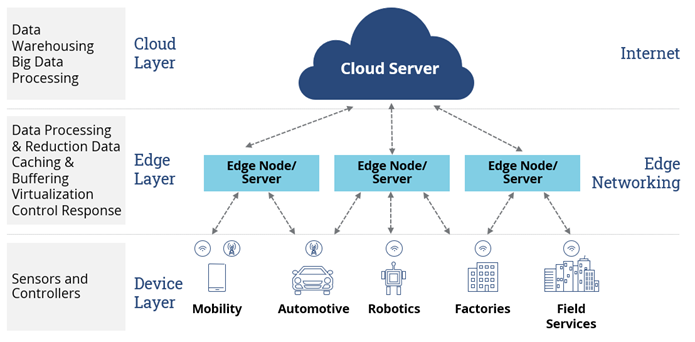 Data
Warehousing
Big Data
Processing
Cloud
Layer
Cloud Server
Internet
Data Processing
& Reduction Data
Caching &
Buffering
Virtualization
Control Response
Edge
Layer
Edge Node/
Server
Edge Node/
Server
Edge Node/
Server
Edge
Networking
Sensors and
Controllers
Device
Layer
Mobility
Automotive
Robotics
Factories
Field
Services